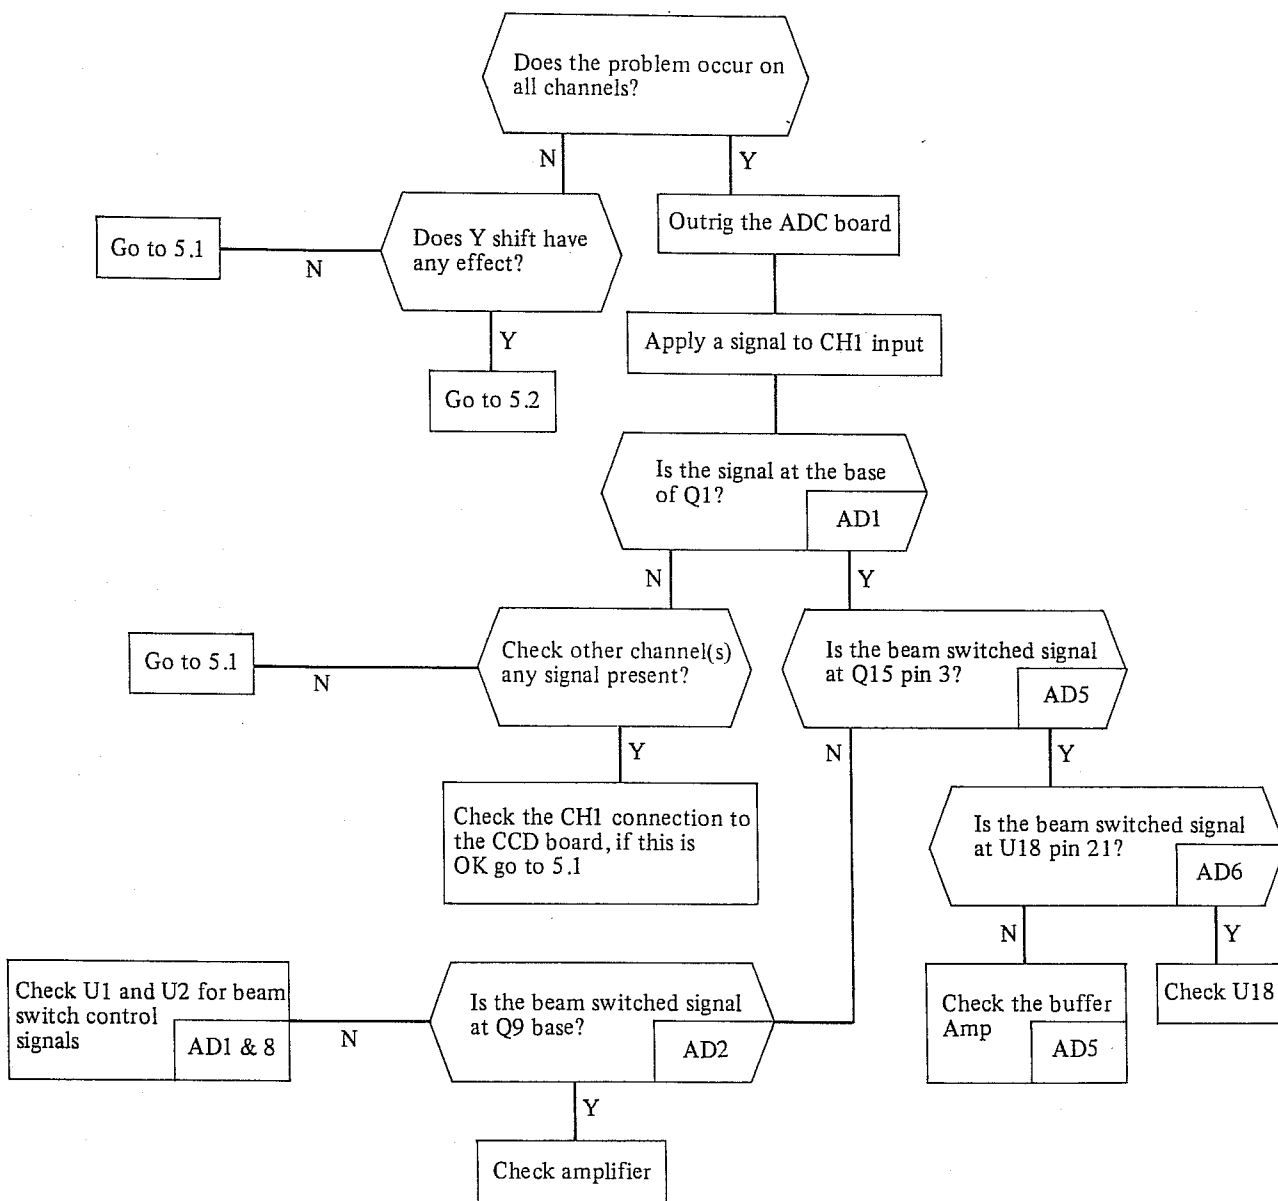 Does the problem occur on
all channels?
N
Y
Go to 5.1
N
Does Y shift have
any effect?
Outrig the ADC board
Y
Go to 5.2
Apply a signal to CH1 input
Is the signal at the base
of Q1?
AD1
N
Y
Go to 5.1
N
Check other channel(s)
any signal present?
Is the beam switched signal
at Q15 pin 3?
AD5
Y
N
Y
Check the CH1 connection to
the CCD board, if this is
OK go to 5.1
Is the beam switched signal
at U18 pin 21?
AD6
N
Y
Check U1 and U2 for beam
switch control
signals
AD1 & 8
N
Is the beam switched signal
at Q9 base?
AD2
Check the buffer
Amp
AD5
Check U18
Y
Check amplifier